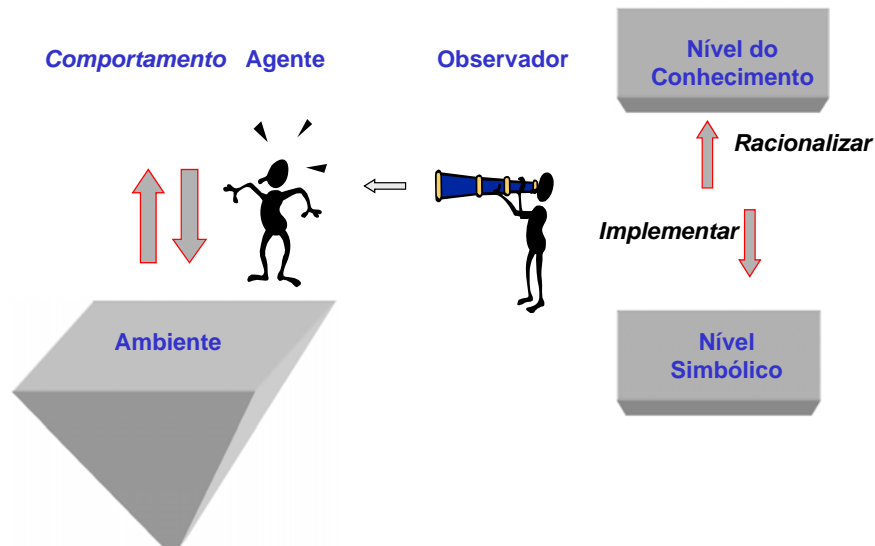 Comportamento Agente
Observador
Nível do
Conhecimento
Racionalizar
Implementar
Ambiente
Nível
Simbólico